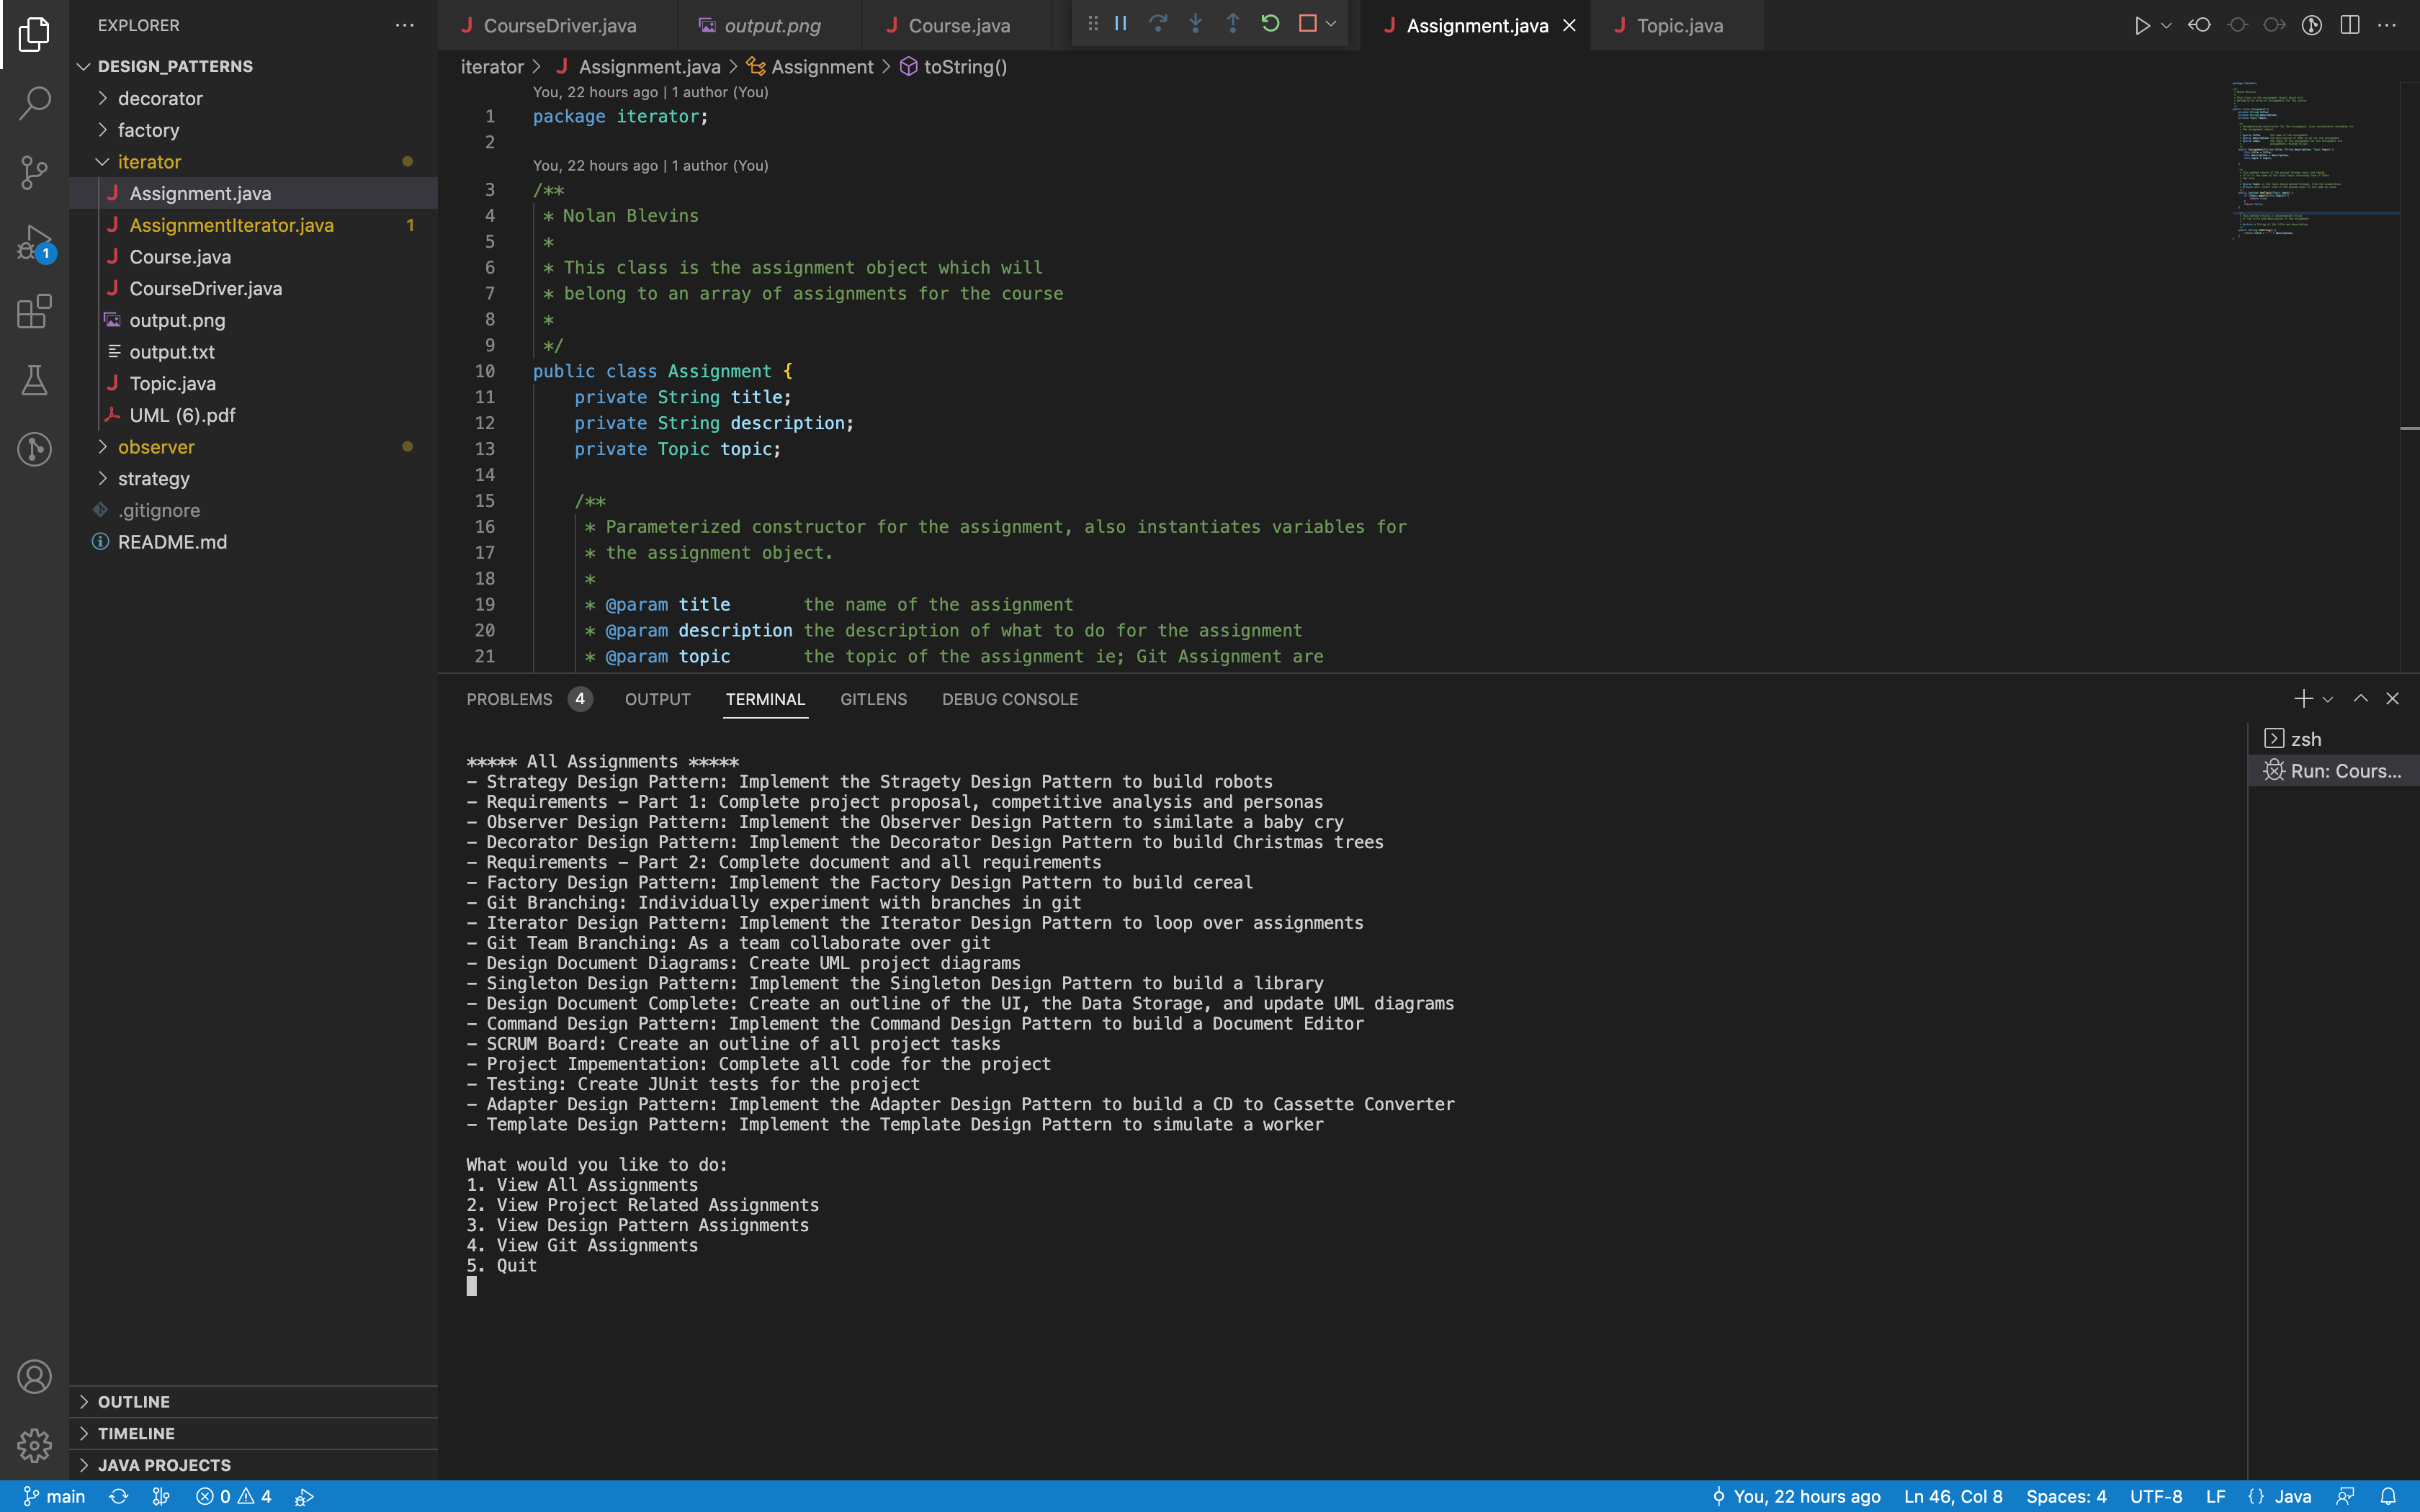 EXPLORER
DESIGN_PATTERNS
decorator
factory
iterator
Assignment.java
AssignmentIterator.java 1
Course.java
CourseDriver.java
output.png
output.txt
Topic.java
UML (6).pdf
observer
strategy
.gitignore
README.md
OUTLINE
TIMELINE
JAVA PROJECTS
1
CourseDriver.java output.png Course.java Assignment.java Topic.java
iterator > Assignment.java > Assignment > toString()
You, 22 hours ago | 1 author (You)
1 package iterator;
2
You, 22 hours ago | 1 author (You)
3 /**
4 * Nolan Blevins
5 *
6 * This class is the assignment object which will
7 * belong to an array of assignments for the course
8 *
9 */
10 public class Assignment {
11 private String title;
12 private String description;
13 private Topic topic;
14
15 /**
16 * Parameterized constructor for the assignment, also instantiates variables for
17 * the assignment object.
18 *
19 * @param title the name of the assignment
20 * @param description the description of what to do for the assignment
21 * @param topic the topic of the assignment ie; Git Assignment are
PROBLEMS 4 OUTPUT TERMINAL GITLENS DEBUG CONSOLE
***** All Assignments *****
- Strategy Design Pattern: Implement the Stragety Design Pattern to build robots
- Requirements - Part 1: Complete project proposal, competitive analysis and personas
- Observer Design Pattern: Implement the Observer Design Pattern to similate a baby cry
- Decorator Design Pattern: Implement the Decorator Design Pattern to build Christmas trees
- Requirements - Part 2: Complete document and all requirements
- Factory Design Pattern: Implement the Factory Design Pattern to build cereal
- Git Branching: Individually experiment with branches in git
- Iterator Design Pattern: Implement the Iterator Design Pattern to loop over assignments
- Git Team Branching: As a team collaborate over git
- Design Document Diagrams: Create UML project diagrams
- Singleton Design Pattern: Implement the Singleton Design Pattern to build a library
- Design Document Complete: Create an outline of the UI, the Data Storage, and update UML diagrams
- Command Design Pattern: Implement the Command Design Pattern to build a Document Editor
- SCRUM Board: Create an outline of all project tasks
- Project Impementation: Complete all code for the project
- Testing: Create JUnit tests for the project
- Adapter Design Pattern: Implement the Adapter Design Pattern to build a CD to Cassette Converter
- Template Design Pattern: Implement the Template Design Pattern to simulate a worker
What would you like to do:
1. View All Assignments
2. View Project Related Assignments
3. View Design Pattern Assignments
4. View Git Assignments
5. Quit
zsh
Run: Cours...
main 0 4 You, 22 hours ago Ln 46, Col 8 Spaces: 4 UTF-8 LF {} Java